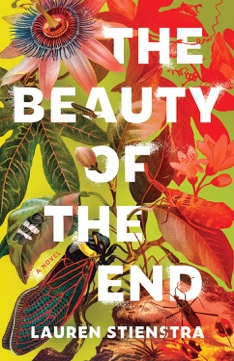 THE
BEAUTY
OF
THE
END
A NOVEL
LAUREN STIENSTRA